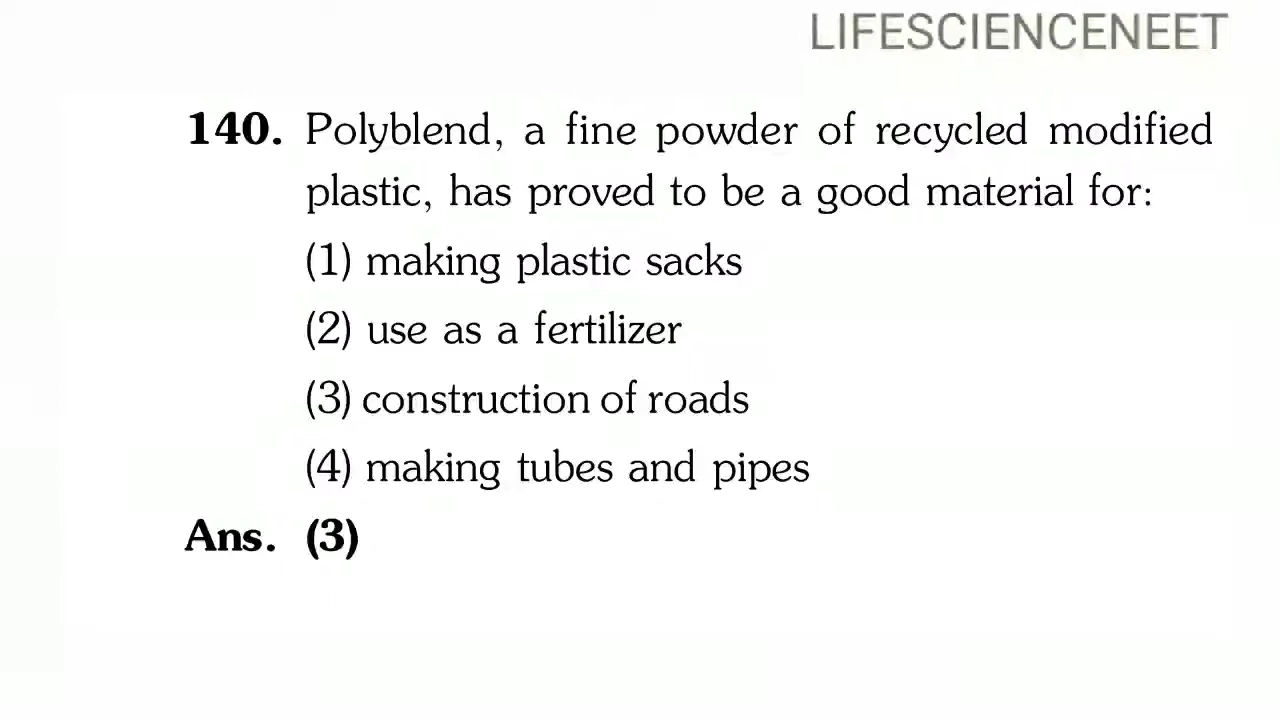 LIFESCIENCENEET
140. Polyblend, a fine powder of recycled modified
plastic, has proved to be a good material for:
(1) making plastic sacks
(2) use as a fertilizer
(3) construction of roads
(4) making tubes and pipes
Ans. (3)